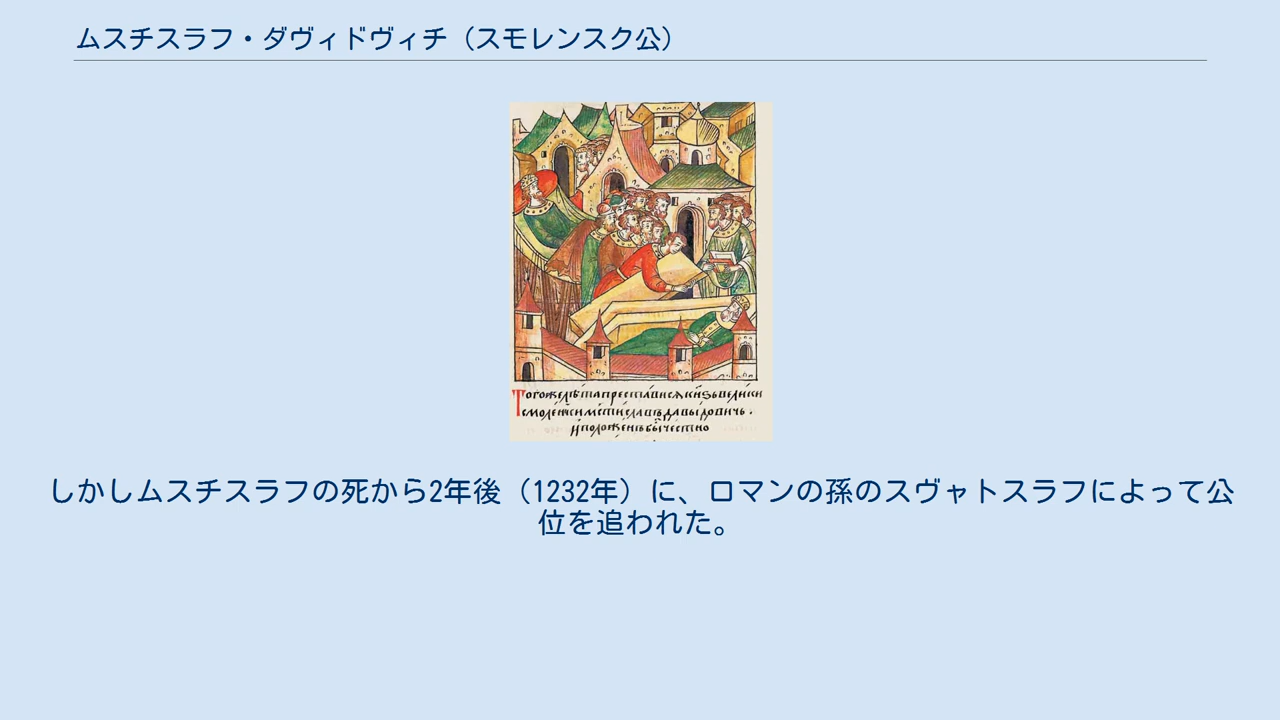 ムスチスラフ・ダヴィドヴィチ（スモレンスク公）
Тогожелѣтапрестависѧкнѕьвелики
смоленскимстиславъдавыдовичь.
иположенъбычестно
しかしムスチスラフの死から2年後（1232年）に、ロマンの孫のスヴャトスラフによって公
位を追われた。